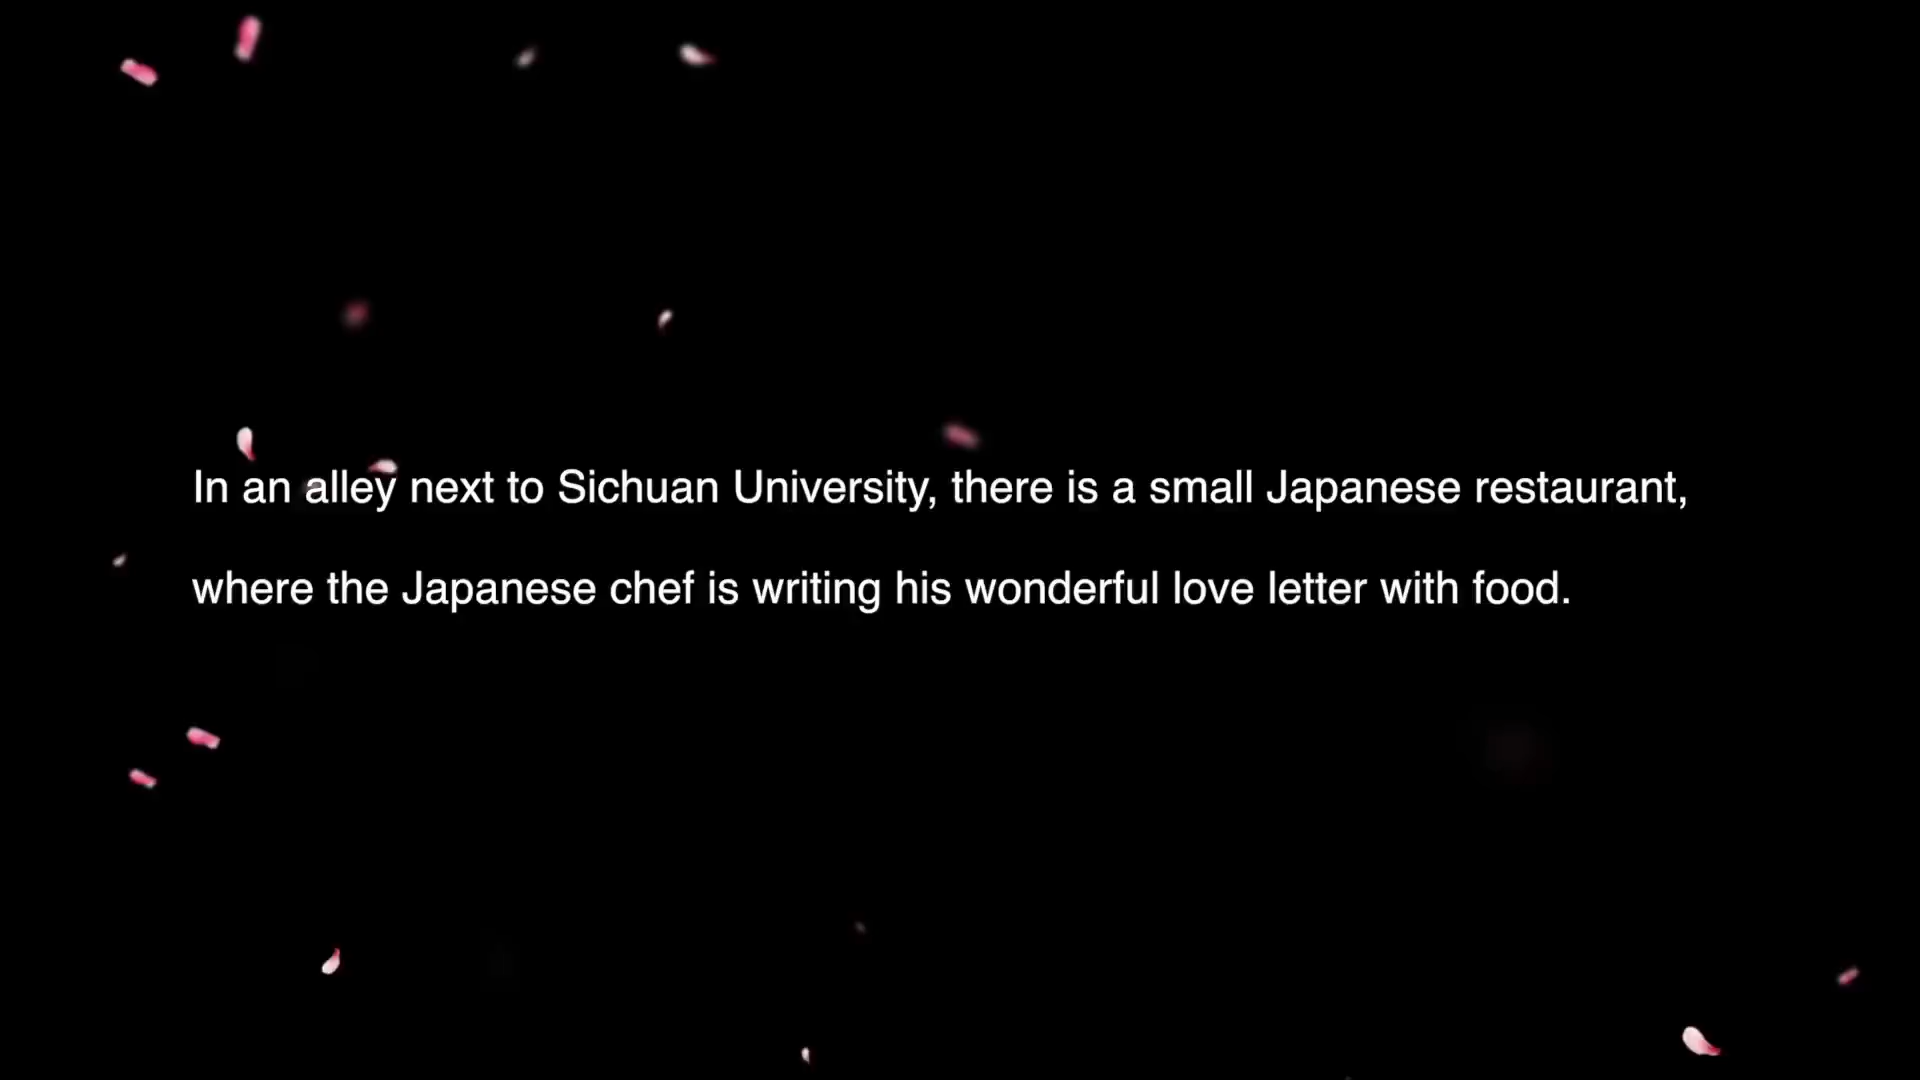 In an alley next to Sichuan University, there is a small Japanese restaurant,
where the Japanese chef is writing his wonderful love letter with food.